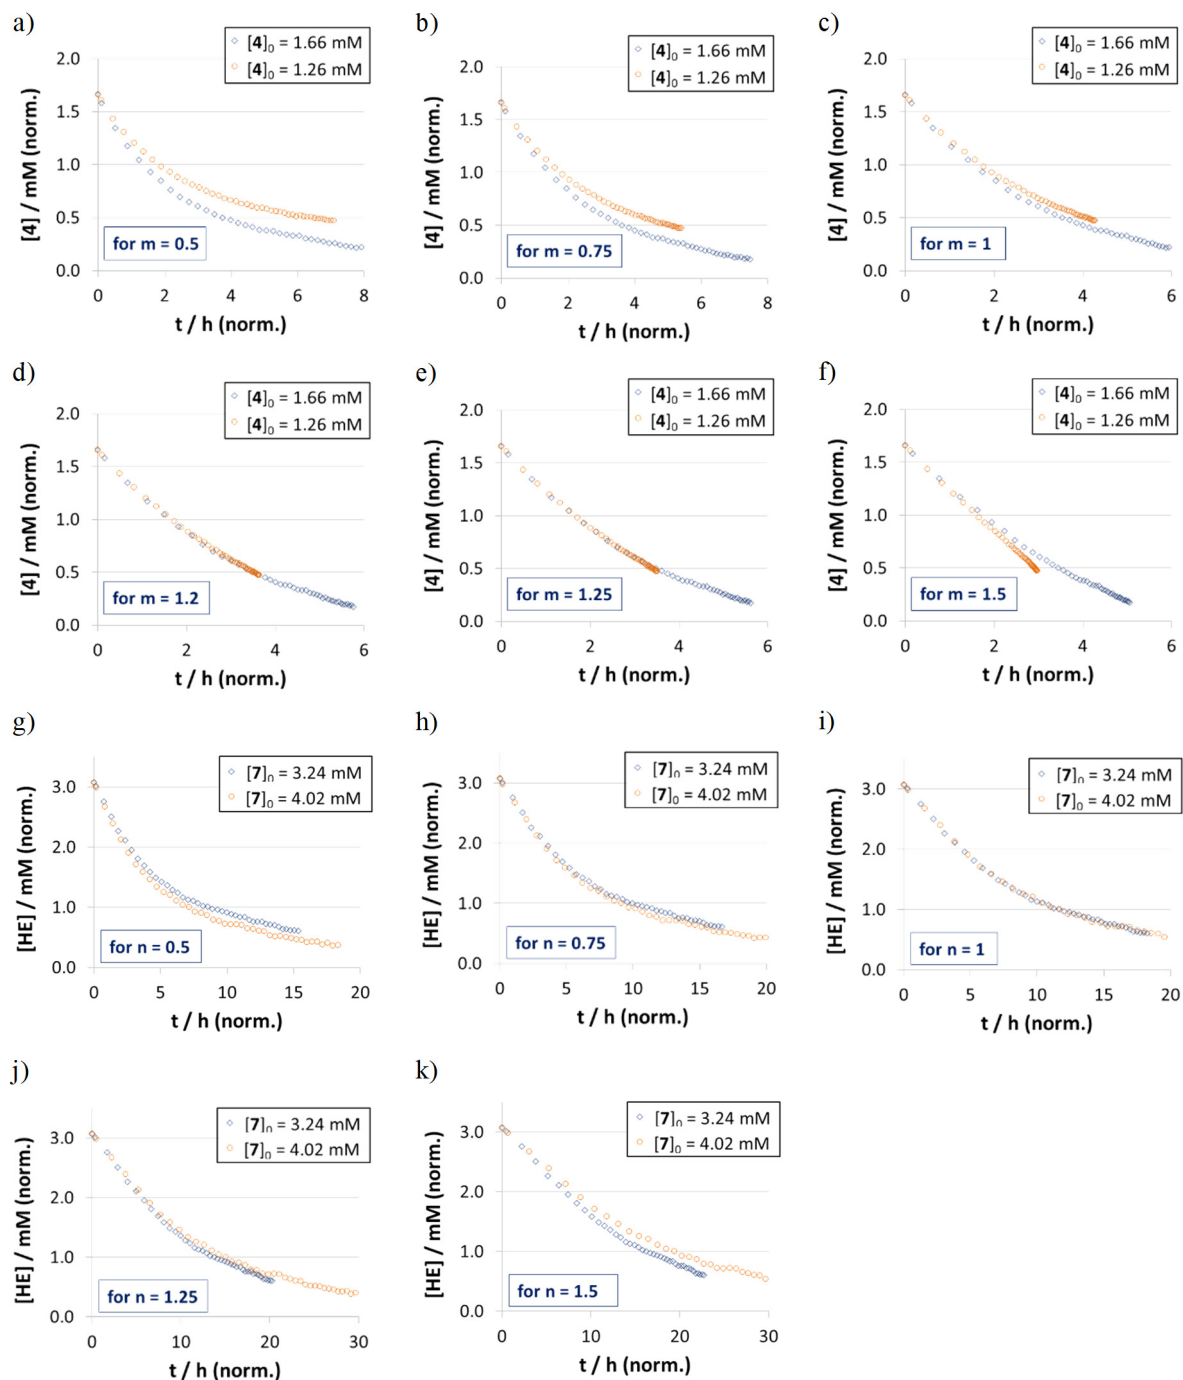 a)
[4]₀ = 1.66 mM
[4]₀ = 1.26 mM
[4] / mM (norm.)
2.0
1.5
1.0
0.5
0.0
for m = 0.5
0 2 4 6 8
t / h (norm.)
b)
[4]₀ = 1.66 mM
[4]₀ = 1.26 mM
[4] / mM (norm.)
2.0
1.5
1.0
0.5
0.0
for m = 0.75
0 2 4 6 8
t / h (norm.)
c)
[4]₀ = 1.66 mM
[4]₀ = 1.26 mM
[4] / mM (norm.)
2.0
1.5
1.0
0.5
0.0
for m = 1
0 2 4 6
t / h (norm.)
d)
[4]₀ = 1.66 mM
[4]₀ = 1.26 mM
[4] / mM (norm.)
2.0
1.5
1.0
0.5
0.0
for m = 1.2
0 2 4 6
t / h (norm.)
e)
[4]₀ = 1.66 mM
[4]₀ = 1.26 mM
[4] / mM (norm.)
2.0
1.5
1.0
0.5
0.0
for m = 1.25
0 2 4 6
t / h (norm.)
f)
[4]₀ = 1.66 mM
[4]₀ = 1.26 mM
[4] / mM (norm.)
2.0
1.5
1.0
0.5
0.0
for m = 1.5
0 2 4 6
t / h (norm.)
g)
[7]₀ = 3.24 mM
[7]₀ = 4.02 mM
[HE] / mM (norm.)
3.0
2.0
1.0
0.0
for n = 0.5
0 5 10 15 20
t / h (norm.)
h)
[7]₀ = 3.24 mM
[7]₀ = 4.02 mM
[HE] / mM (norm.)
3.0
2.0
1.0
0.0
for n = 0.75
0 5 10 15 20
t / h (norm.)
i)
[7]₀ = 3.24 mM
[7]₀ = 4.02 mM
[HE] / mM (norm.)
3.0
2.0
1.0
0.0
for n = 1
0 5 10 15 20
t / h (norm.)
j)
[7]₀ = 3.24 mM
[7]₀ = 4.02 mM
[HE] / mM (norm.)
3.0
2.0
1.0
0.0
for n = 1.25
0 10 20 30
t / h (norm.)
k)
[7]₀ = 3.24 mM
[7]₀ = 4.02 mM
[HE] / mM (norm.)
3.0
2.0
1.0
0.0
for n = 1.5
0 10 20 30
t / h (norm.)